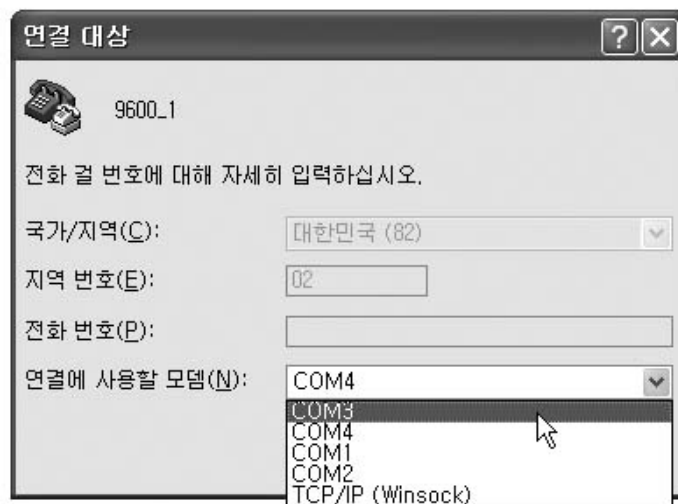 연결 대상
9600_1
전화 걸 번호에 대해 자세히 입력하십시오.
국가/지역(C): 대한민국 (82)
지역 번호(E): 02
전화 번호(P):
연결에 사용할 모뎀(N): COM4
COM3
COM4
COM1
COM2
TCP/IP (Winsock)